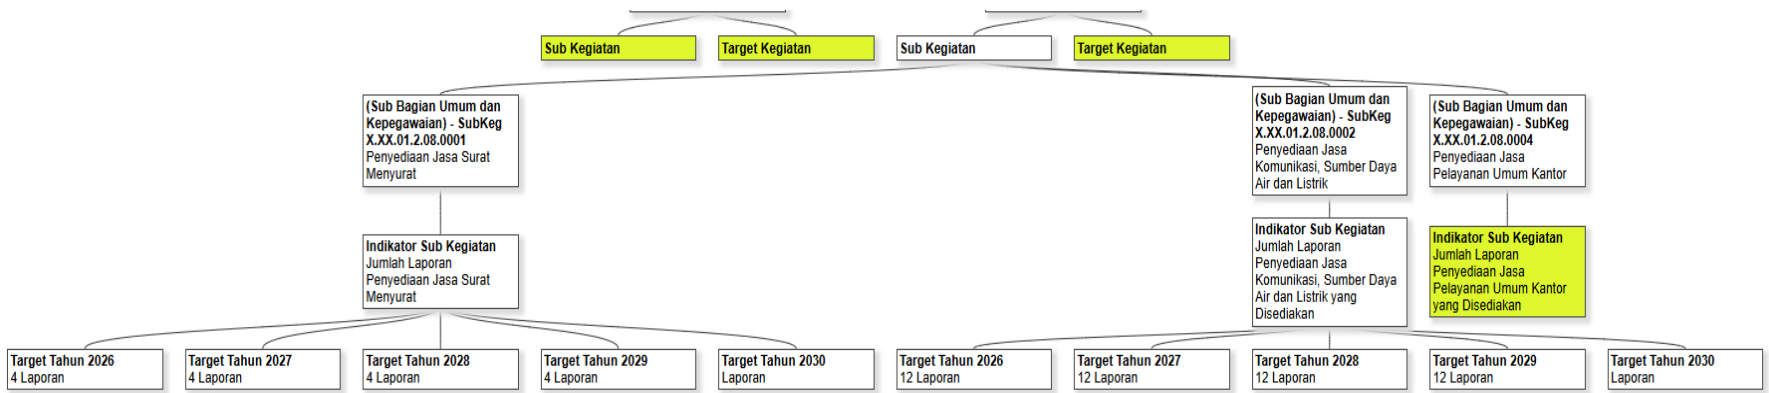 Sub Kegiatan
Target Kegiatan
Sub Kegiatan
Target Kegiatan
(Sub Bagian Umum dan
Kepegawaian) - SubKeg
X.XX.01.2.08.0001
Penyediaan Jasa Surat
Menyurat
(Sub Bagian Umum dan
Kepegawaian) - SubKeg
X.XX.01.2.08.0002
Penyediaan Jasa
Komunikasi, Sumber Daya
Air dan Listrik
(Sub Bagian Umum dan
Kepegawaian) - SubKeg
X.XX.01.2.08.0004
Penyediaan Jasa
Pelayanan Umum Kantor
Indikator Sub Kegiatan
Jumlah Laporan
Penyediaan Jasa Surat
Menyurat
Indikator Sub Kegiatan
Jumlah Laporan
Penyediaan Jasa
Komunikasi, Sumber Daya
Air dan Listrik yang
Disediakan
Indikator Sub Kegiatan
Jumlah Laporan
Penyediaan Jasa
Pelayanan Umum Kantor
yang Disediakan
Target Tahun 2026
4 Laporan
Target Tahun 2027
4 Laporan
Target Tahun 2028
4 Laporan
Target Tahun 2029
4 Laporan
Target Tahun 2030
Laporan
Target Tahun 2026
12 Laporan
Target Tahun 2027
12 Laporan
Target Tahun 2028
12 Laporan
Target Tahun 2029
12 Laporan
Target Tahun 2030
Laporan